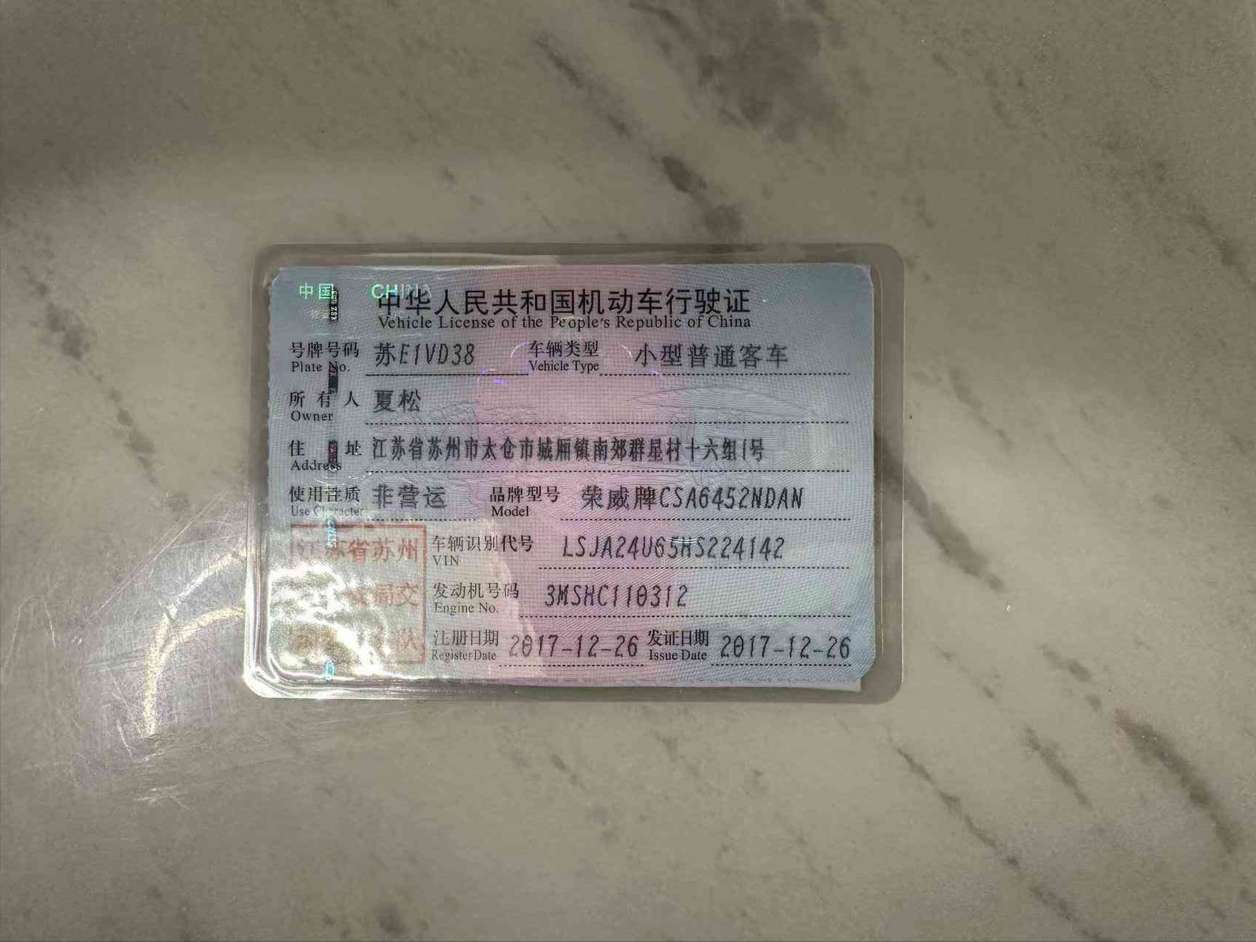 中国 CHINA
中华人民共和国机动车行驶证
Vehicle License of the People's Republic of China
号牌号码 苏E1VD38 车辆类型 小型普通客车
Plate No. Vehicle Type
所有人 夏松
Owner
住址 江苏省苏州市太仓市城厢镇南郊群星村十六组1号
Address
使用性质 非营运 品牌型号 荣威牌CSA6452NDAN
Use Character Model
江苏省苏州 车辆识别代号 LSJA24U65HS224142
VIN
局交 发动机号码 3MSHC110312
Engine No.
队 注册日期 2017-12-26 发证日期 2017-12-26
Register Date Issue Date